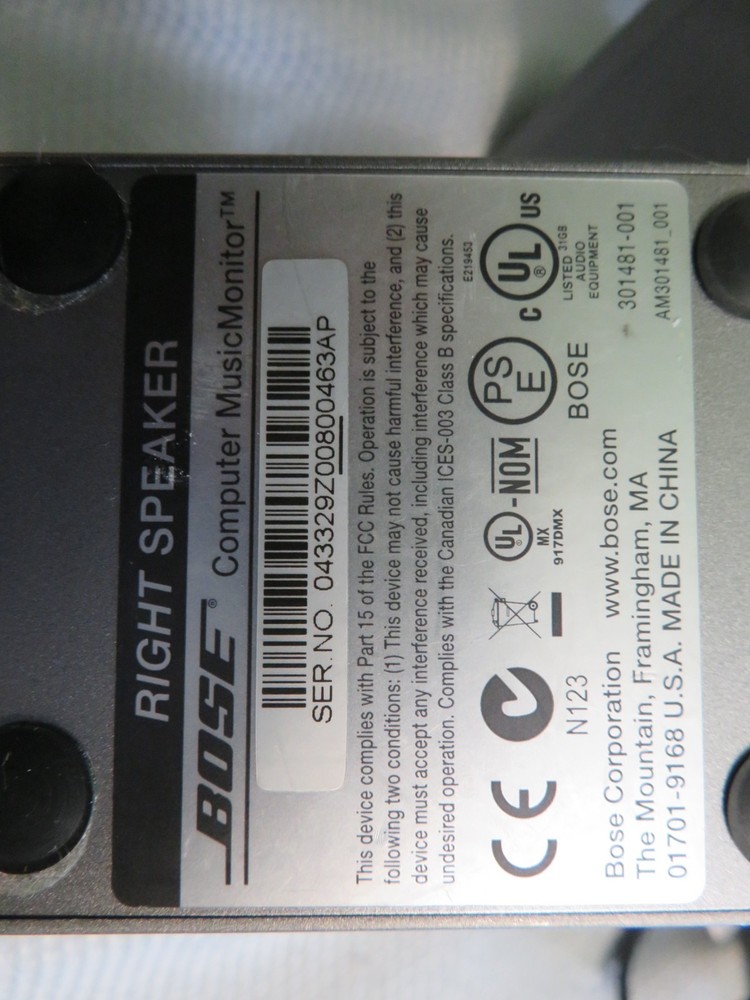 RIGHT SPEAKER
BOSE® Computer MusicMonitor™
SER.NO. 043329Z00800463AP
This device complies with Part 15 of the FCC Rules. Operation is subject to the
following two conditions: (1) This device may not cause harmful interference, and (2) this
device must accept any interference received, including interference which may cause
undesired operation. Complies with the Canadian ICES-003 Class B specifications.
E219453
CE
N123
UL®-NOM
MX
917DMX
PS
E
BOSE
C UL® US
LISTED 31GB
AUDIO
EQUIPMENT
Bose Corporation www.bose.com
The Mountain, Framingham, MA
01701-9168 U.S.A. MADE IN CHINA
301481-001
AM301481_001